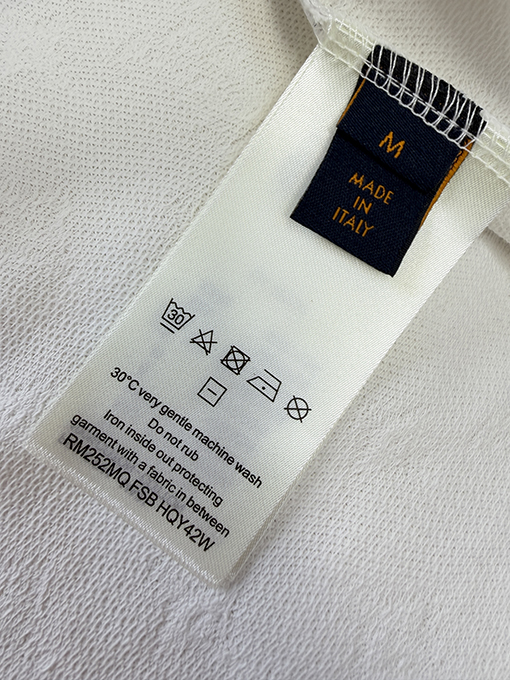 M
MADE
IN
ITALY
30
30°C very gentle machine wash
Do not rub
Iron inside out protecting
garment with a fabric in between
RM252MQ FSB HQY42W